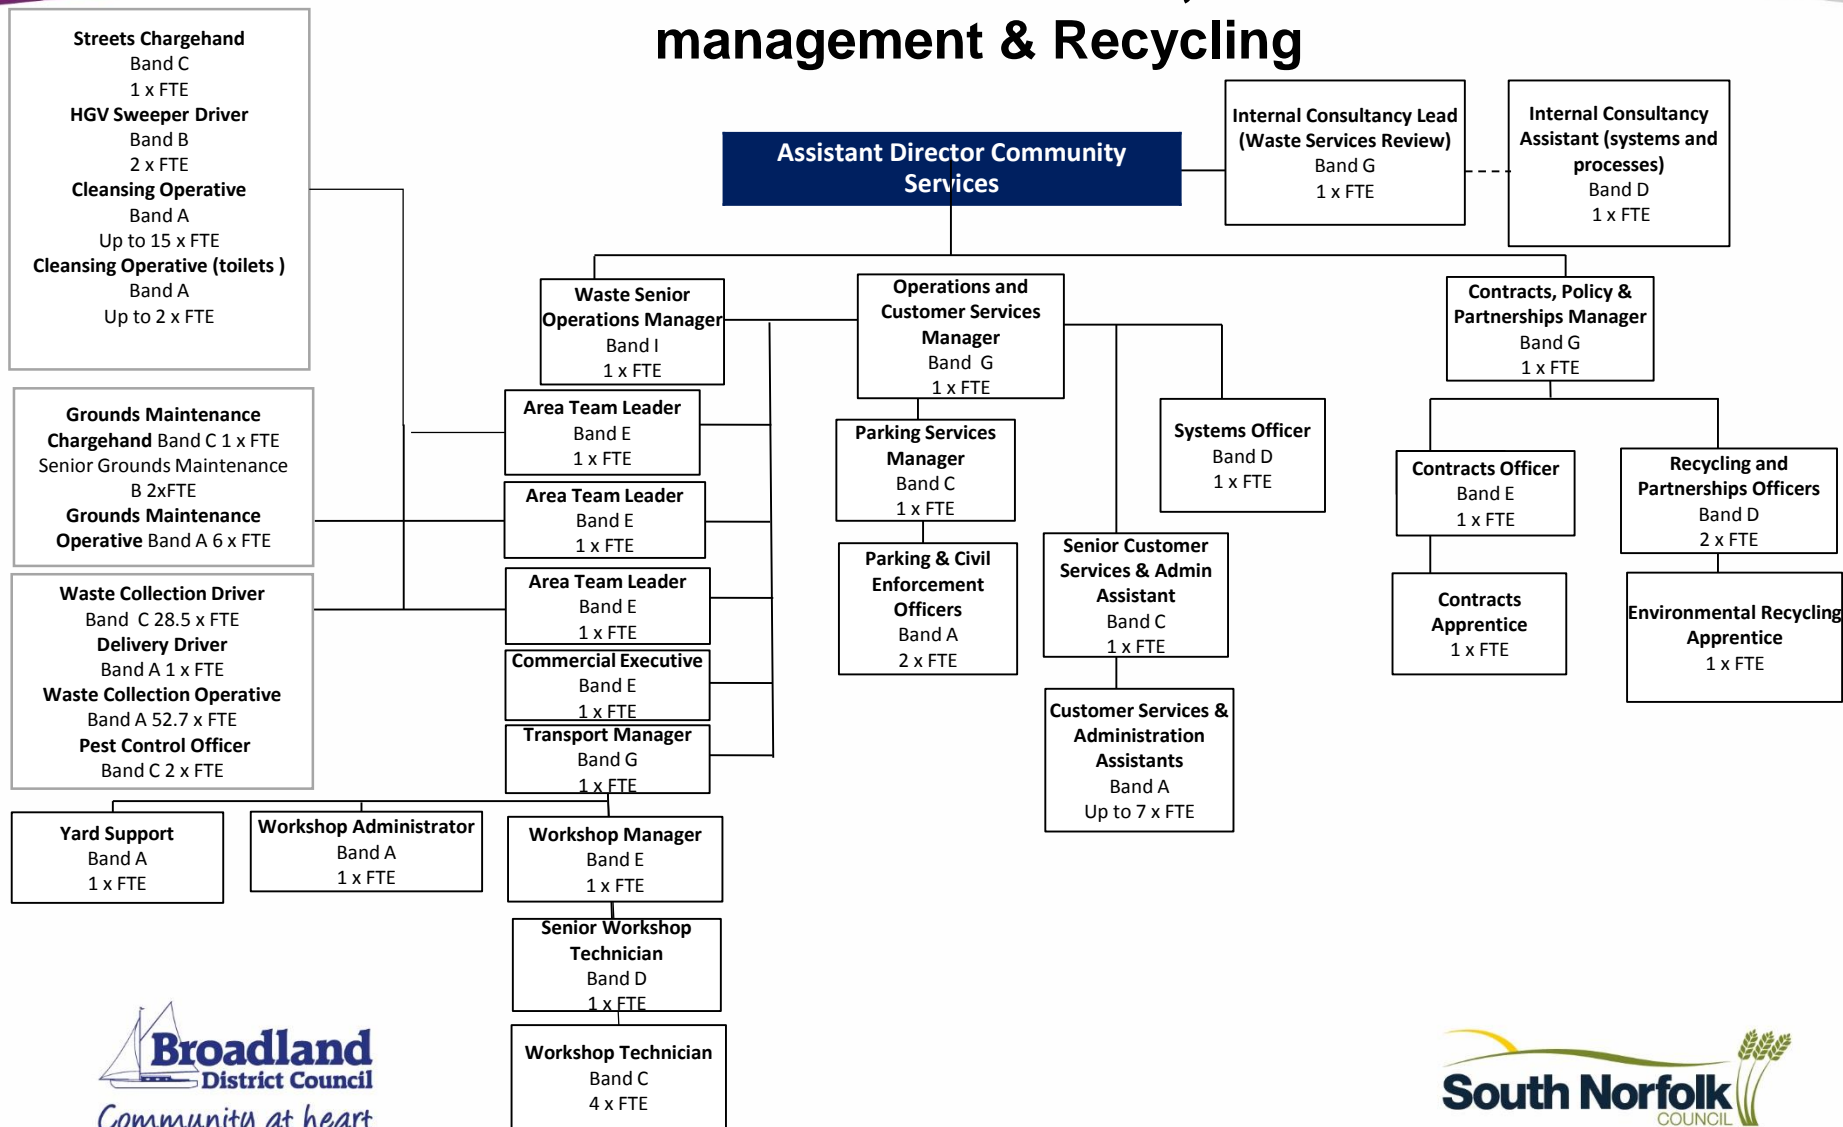 management & Recycling
Streets Chargehand
Band C
1 x FTE
HGV Sweeper Driver
Band B
2 x FTE
Cleansing Operative
Band A
Up to 15 x FTE
Cleansing Operative (toilets )
Band A
Up to 2 x FTE
Assistant Director Community
Services
Internal Consultancy Lead
(Waste Services Review)
Band G
1 x FTE
Internal Consultancy
Assistant (systems and
processes)
Band D
1 x FTE
Waste Senior
Operations Manager
Band I
1 x FTE
Operations and
Customer Services
Manager
Band G
1 x FTE
Contracts, Policy &
Partnerships Manager
Band G
1 x FTE
Grounds Maintenance
Chargehand Band C 1 x FTE
Senior Grounds Maintenance
B 2xFTE
Grounds Maintenance
Operative Band A 6 x FTE
Area Team Leader
Band E
1 x FTE
Area Team Leader
Band E
1 x FTE
Area Team Leader
Band E
1 x FTE
Commercial Executive
Band E
1 x FTE
Transport Manager
Band G
1 x FTE
Parking Services
Manager
Band C
1 x FTE
Parking & Civil
Enforcement
Officers
Band A
2 x FTE
Systems Officer
Band D
1 x FTE
Senior Customer
Services & Admin
Assistant
Band C
1 x FTE
Customer Services &
Administration
Assistants
Band A
Up to 7 x FTE
Contracts Officer
Band E
1 x FTE
Contracts
Apprentice
1 x FTE
Recycling and
Partnerships Officers
Band D
2 x FTE
Environmental Recycling
Apprentice
1 x FTE
Waste Collection Driver
Band C 28.5 x FTE
Delivery Driver
Band A 1 x FTE
Waste Collection Operative
Band A 52.7 x FTE
Pest Control Officer
Band C 2 x FTE
Yard Support
Band A
1 x FTE
Workshop Administrator
Band A
1 x FTE
Workshop Manager
Band E
1 x FTE
Senior Workshop
Technician
Band D
1 x FTE
Workshop Technician
Band C
4 x FTE
Broadland
District Council
Community at heart
South Norfolk
COUNCIL